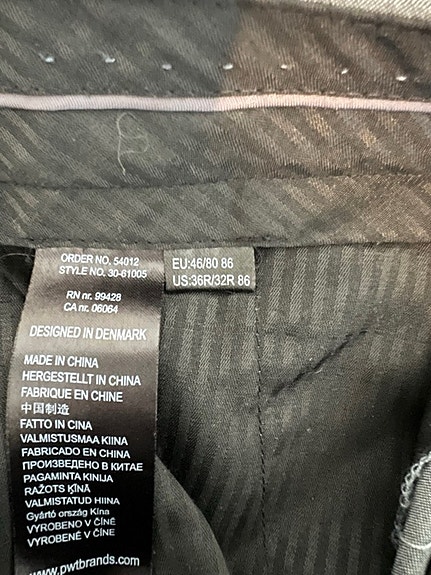 ORDER NO. 54012
STYLE NO. 30-61005
RN nr. 99428
CA nr. 06064
DESIGNED IN DENMARK
MADE IN CHINA
HERGESTELLT IN CHINA
FABRIQUE EN CHINE
中国制造
FATTO IN CINA
VALMISTUSMAA KIINA
FABRICADO EN CHINA
ПРОИЗВЕДЕНО В КИТАЕ
PAGAMINTA KINIJA
RAŽOTS ĶĪNĀ
VALMISTATUD HIINA
Gyártó ország Kína
VYROBENO V ČÍNĚ
VYROBENÉ V ČÍNE
www.pwtbrands.com
EU:46/80 86
US:36R/32R 86